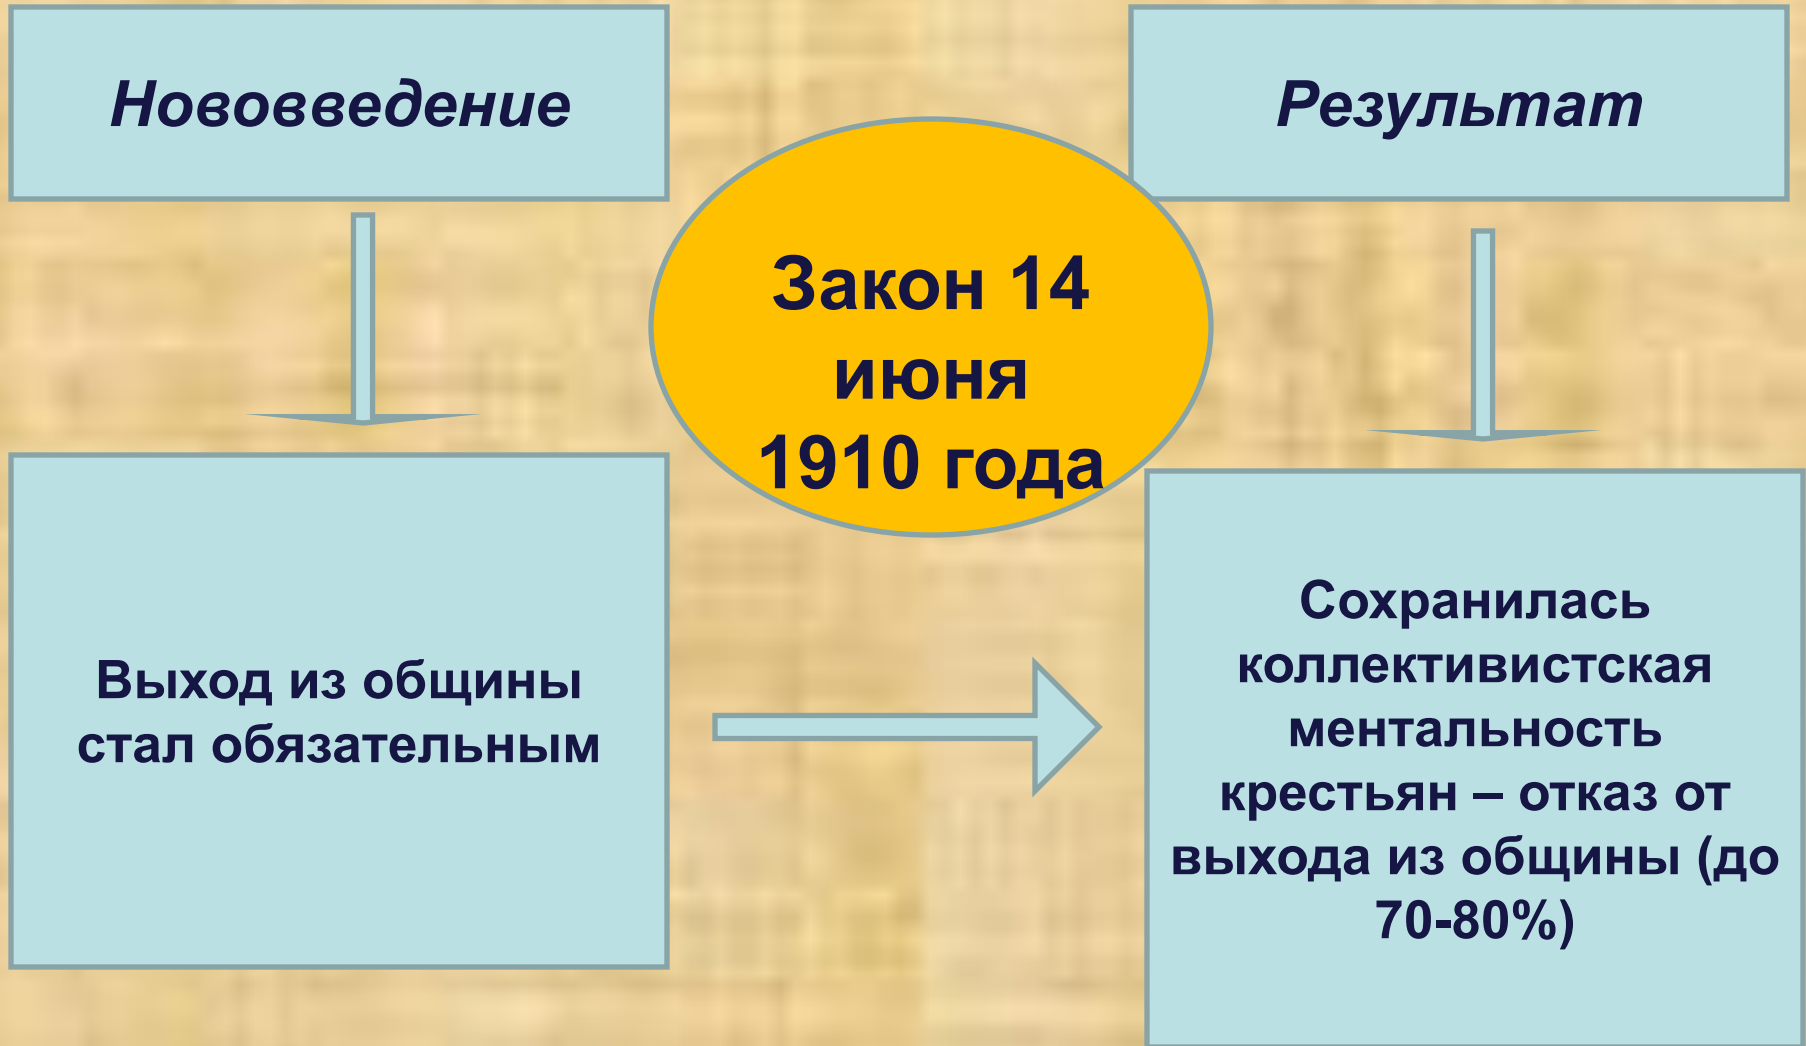 Нововведение
Результат
Закон 14
июня
1910 года
Выход из общины
стал обязательным
Сохранилась
коллективистская
ментальность
крестьян – отказ от
выхода из общины (до
70-80%)